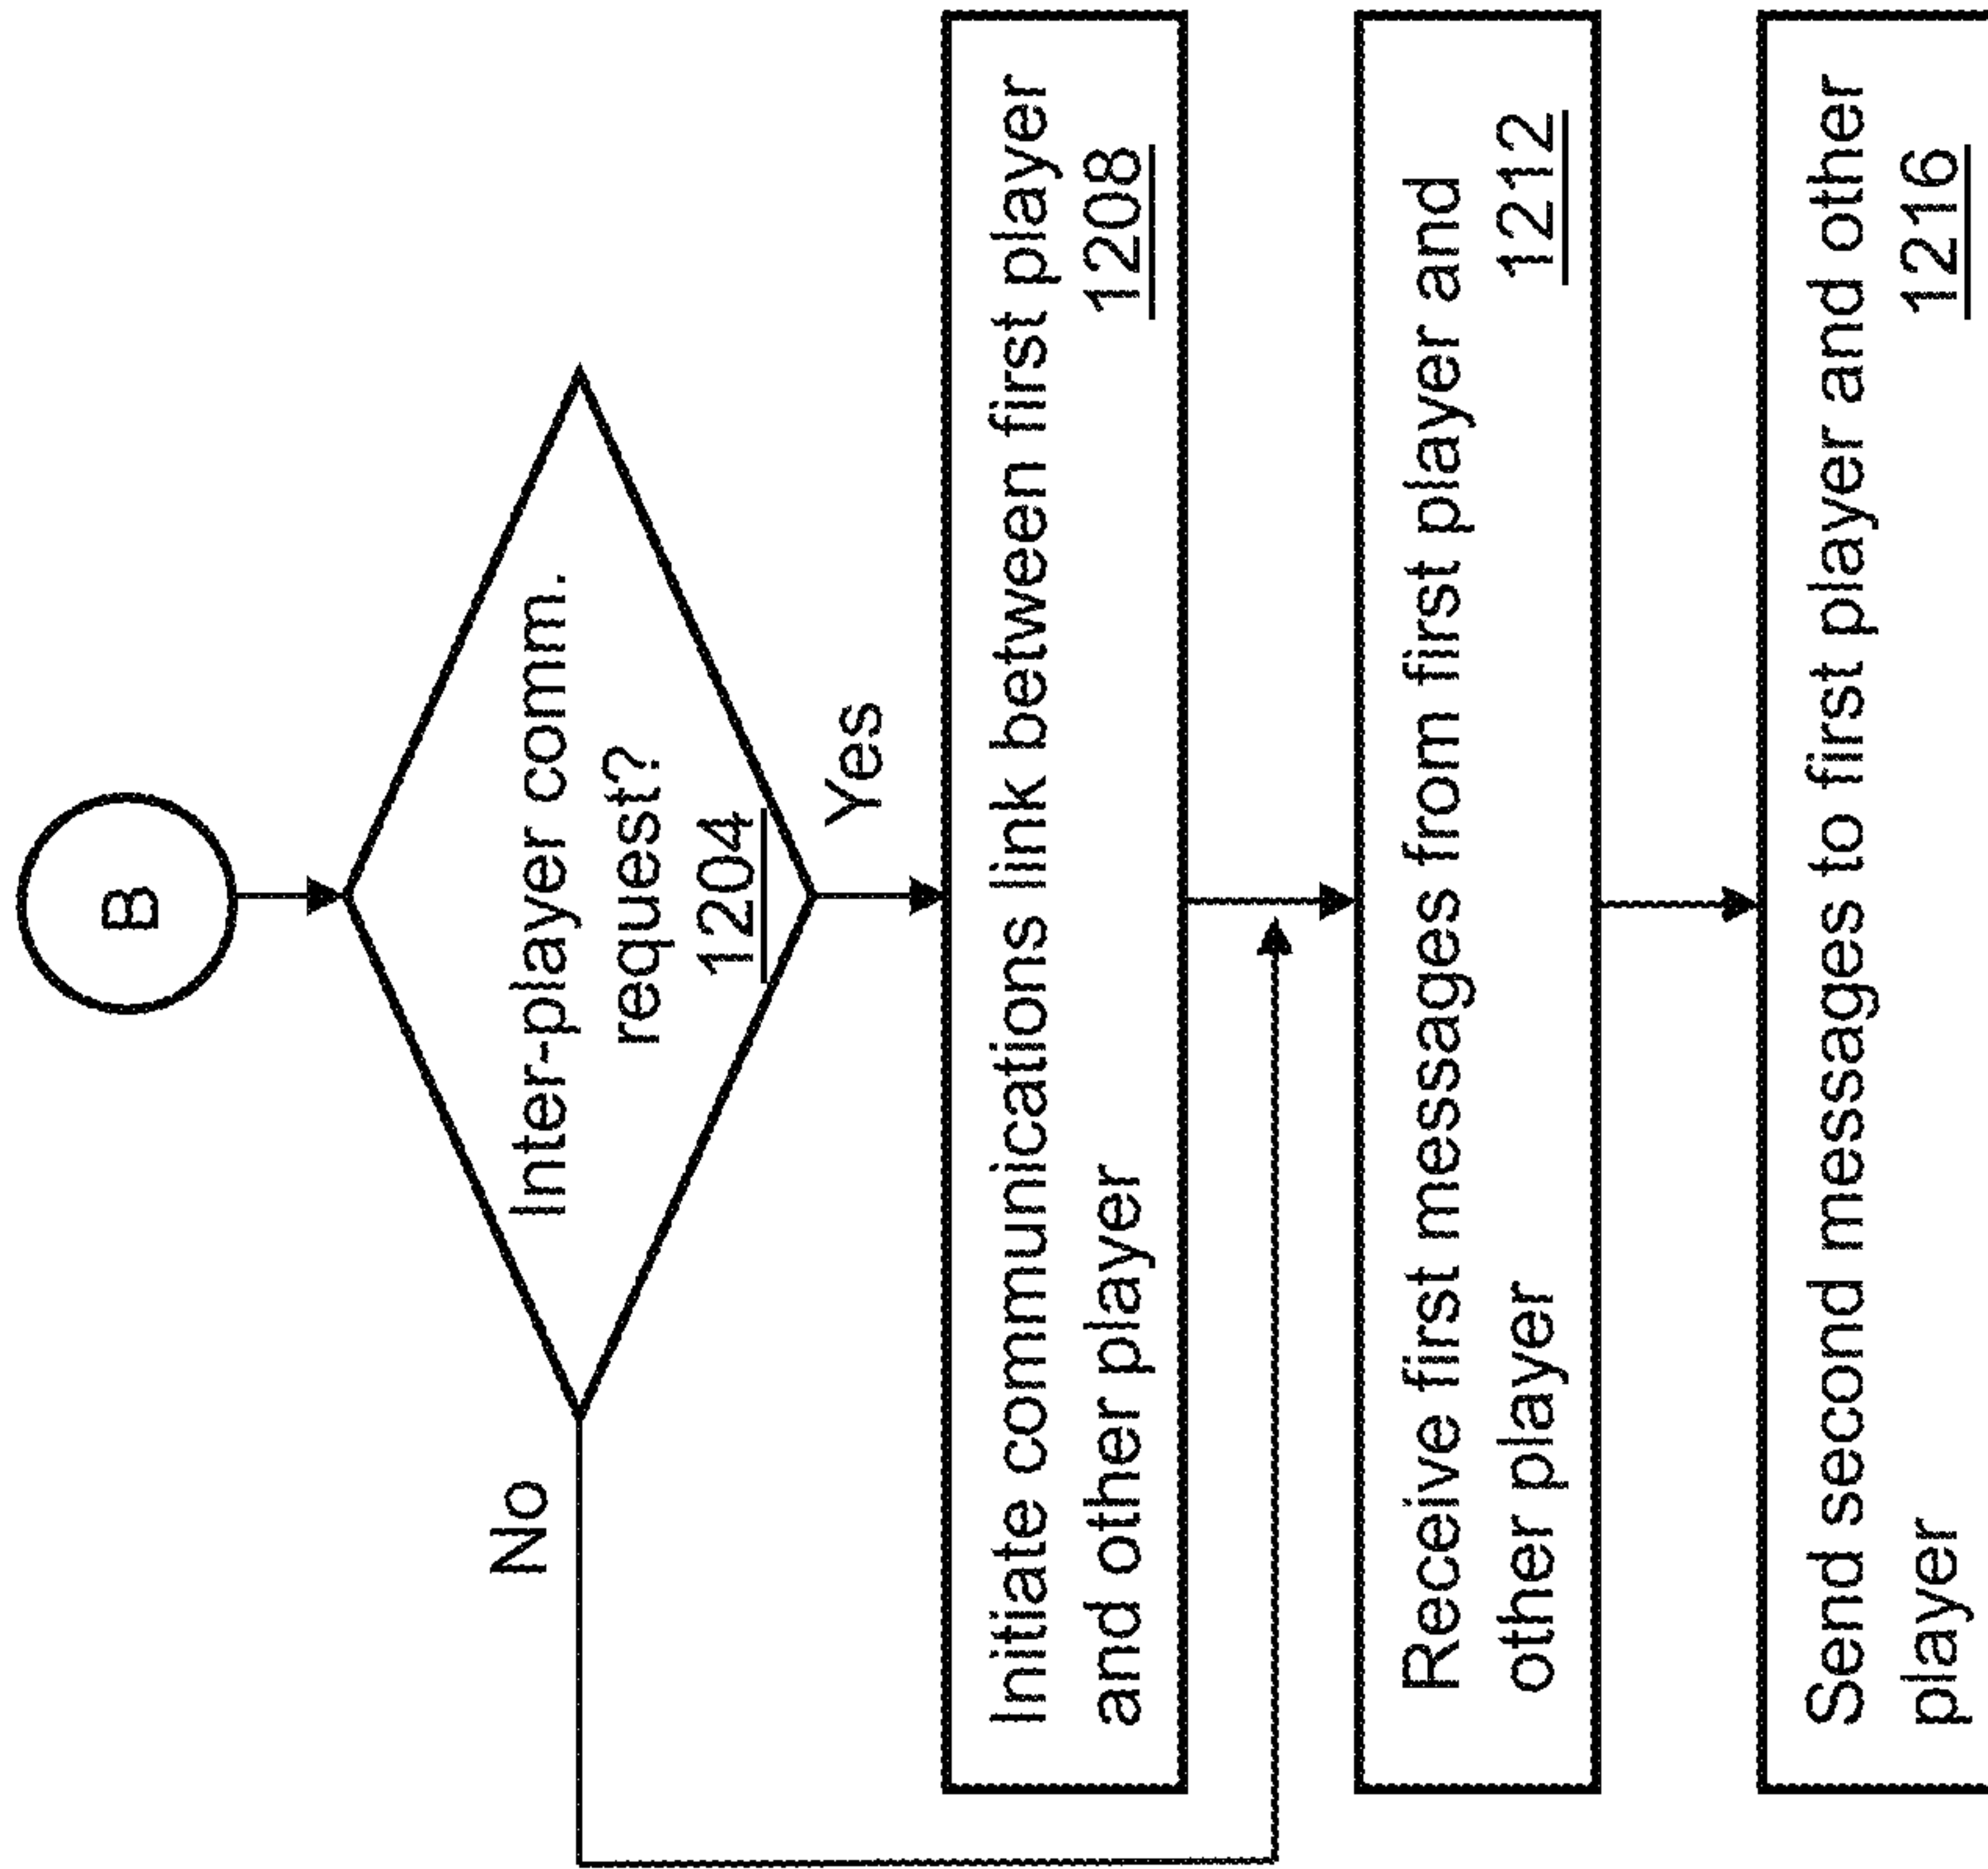 B
Inter-player comm.
request?
1204
Yes
No
Initiate communications link between first player
and other player 1208
Receive first messages from first player and
other player 1212
Send second messages to first player and other
player 1216